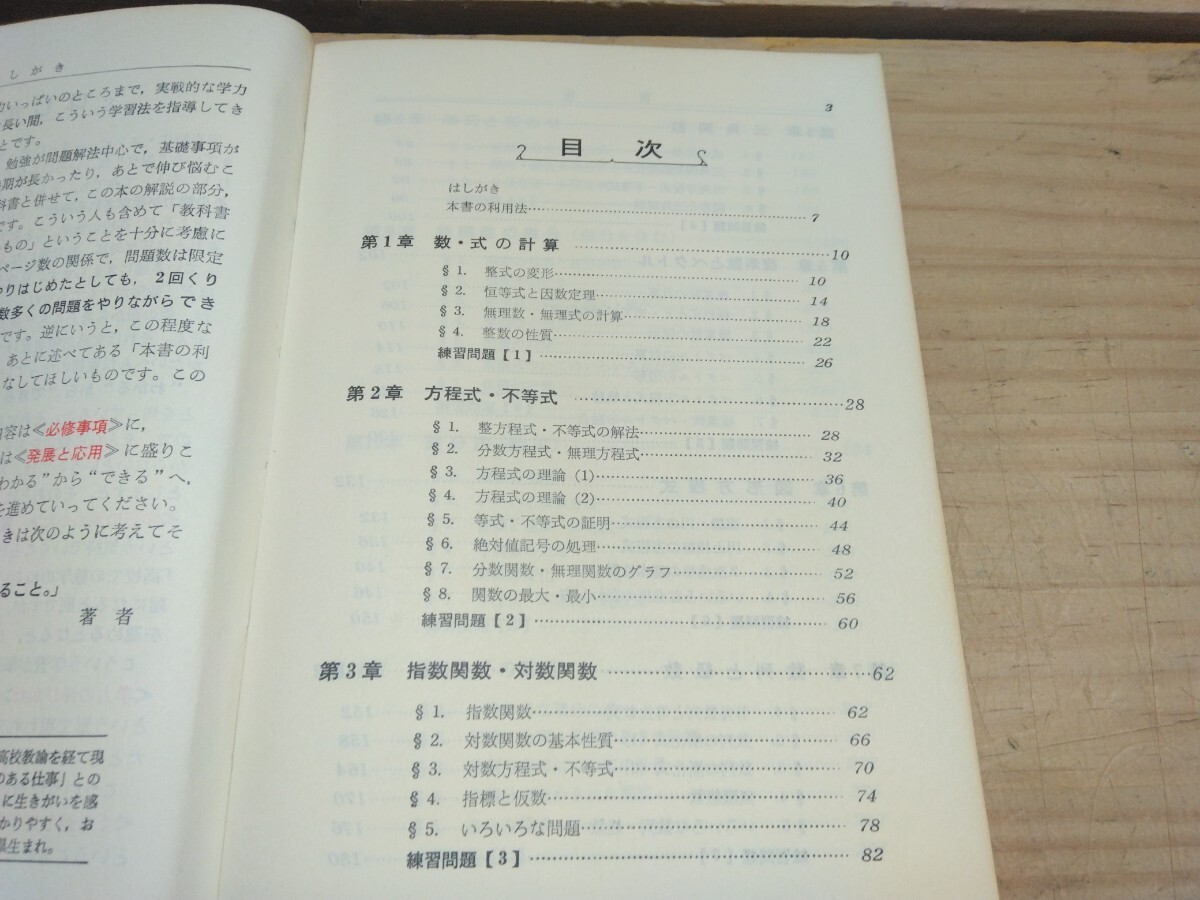 しがき
いっぱいのところまで，実戦的な学力
長い間，こういう学習法を指導してき
とです。
勉強が問題解法中心で，基礎事項が
期が長かったり，あとで伸び悩むこ
科書と併せて，この本の解説の部分，
です。こういう人も含めて「教科書
もの」ということを十分に考慮に
ページ数の関係で，問題数は限定
やりはじめたとしても，2回くり
数多くの問題をやりながらでき
です。逆にいうと，この程度な
あとに述べてある「本書の利
なしてほしいものです。この
内容は≪必修事項≫に，
は≪発展と応用≫に盛りこ
わかる”から“できる”へ，
を進めていってください。
きは次のように考えてそ
ること。」
著者
高校教諭を経て現
のある仕事」との
に生きがいを感
かりやすく，お
県生まれ。
3
目次
はしがき
本書の利用法……7
第1章 数・式の計算……10
§1. 整式の変形……10
§2. 恒等式と因数定理……14
§3. 無理数・無理式の計算……18
§4. 整数の性質……22
練習問題【1】……26
第2章 方程式・不等式……28
§1. 整方程式・不等式の解法……28
§2. 分数方程式・無理方程式……32
§3. 方程式の理論（1）……36
§4. 方程式の理論（2）……40
§5. 等式・不等式の証明……44
§6. 絶対値記号の処理……48
§7. 分数関数・無理関数のグラフ……52
§8. 関数の最大・最小……56
練習問題【2】……60
第3章 指数関数・対数関数……62
§1. 指数関数……62
§2. 対数関数の基本性質……66
§3. 対数方程式・不等式……70
§4. 指標と仮数……74
§5. いろいろな問題……78
練習問題【3】……82